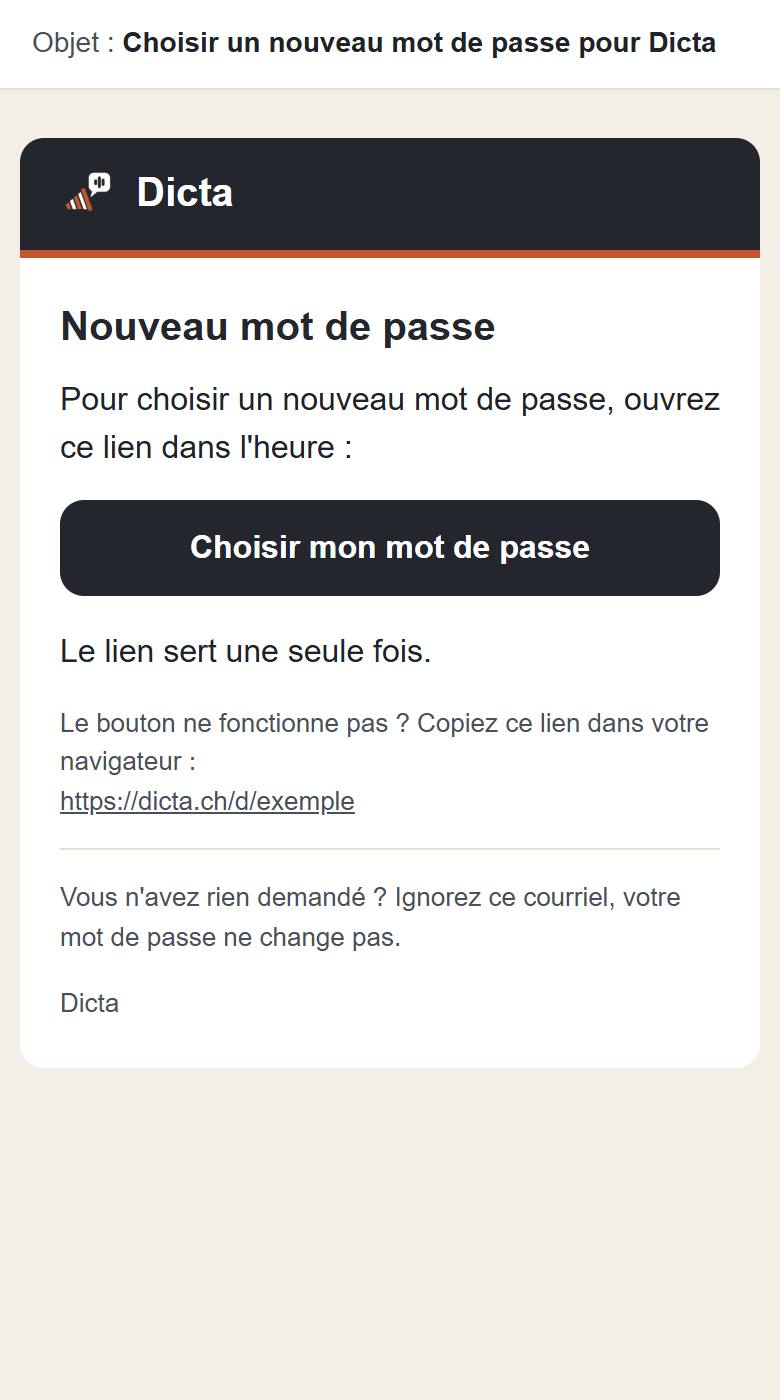 Objet : Choisir un nouveau mot de passe pour Dicta
Dicta
Nouveau mot de passe
Pour choisir un nouveau mot de passe, ouvrez
ce lien dans l'heure :
Choisir mon mot de passe
Le lien sert une seule fois.
Le bouton ne fonctionne pas ? Copiez ce lien dans votre
navigateur :
https://dicta.ch/d/exemple
Vous n'avez rien demandé ? Ignorez ce courriel, votre
mot de passe ne change pas.
Dicta